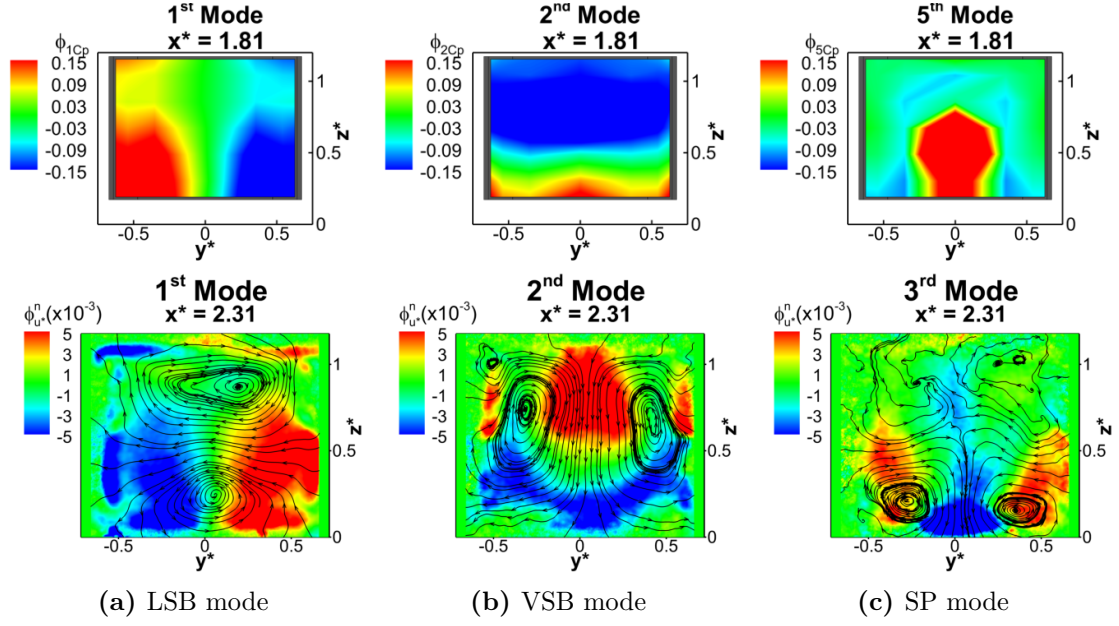 1st Mode
x* = 1.81
ϕ1Cp
0.15
0.09
0.03
-0.03
-0.09
-0.15
1
0.5
0
z*
-0.5 0 0.5
y*
2nd Mode
x* = 1.81
ϕ2Cp
0.15
0.09
0.03
-0.03
-0.09
-0.15
1
0.5
0
z*
-0.5 0 0.5
y*
5th Mode
x* = 1.81
ϕ5Cp
0.15
0.09
0.03
-0.03
-0.09
-0.15
1
0.5
0
z*
-0.5 0 0.5
y*
1st Mode
x* = 2.31
ϕnu*(x10-3)
5
3
1
-1
-3
-5
1
0.5
0
z*
-0.5 0 0.5
y*
2nd Mode
x* = 2.31
ϕnu*(x10-3)
5
3
1
-1
-3
-5
1
0.5
0
z*
-0.5 0 0.5
y*
3rd Mode
x* = 2.31
ϕnu*(x10-3)
5
3
1
-1
-3
-5
1
0.5
0
z*
-0.5 0 0.5
y*
(a) LSB mode
(b) VSB mode
(c) SP mode